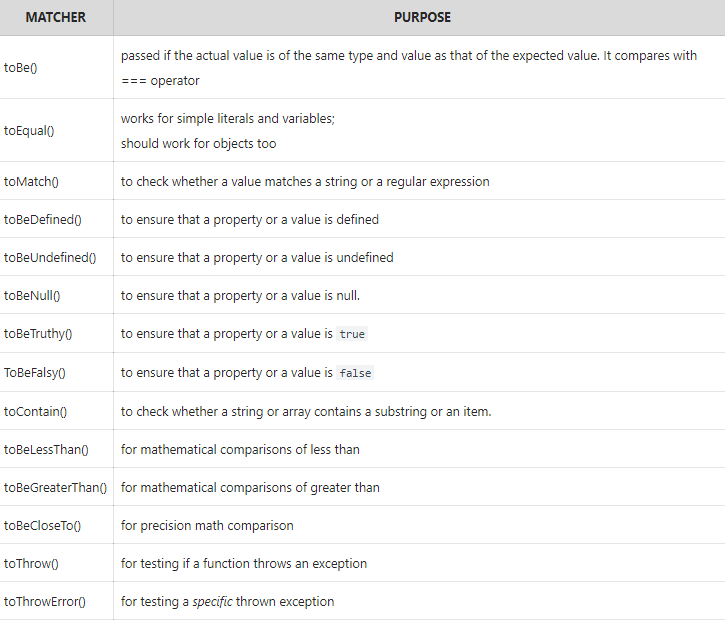 MATCHER PURPOSE
toBe() passed if the actual value is of the same type and value as that of the expected value. It compares with
=== operator
toEqual() works for simple literals and variables;
should work for objects too
toMatch() to check whether a value matches a string or a regular expression
toBeDefined() to ensure that a property or a value is defined
toBeUndefined() to ensure that a property or a value is undefined
toBeNull() to ensure that a property or a value is null.
toBeTruthy() to ensure that a property or a value is true
ToBeFalsy() to ensure that a property or a value is false
toContain() to check whether a string or array contains a substring or an item.
toBeLessThan() for mathematical comparisons of less than
toBeGreaterThan() for mathematical comparisons of greater than
toBeCloseTo() for precision math comparison
toThrow() for testing if a function throws an exception
toThrowError() for testing a specific thrown exception